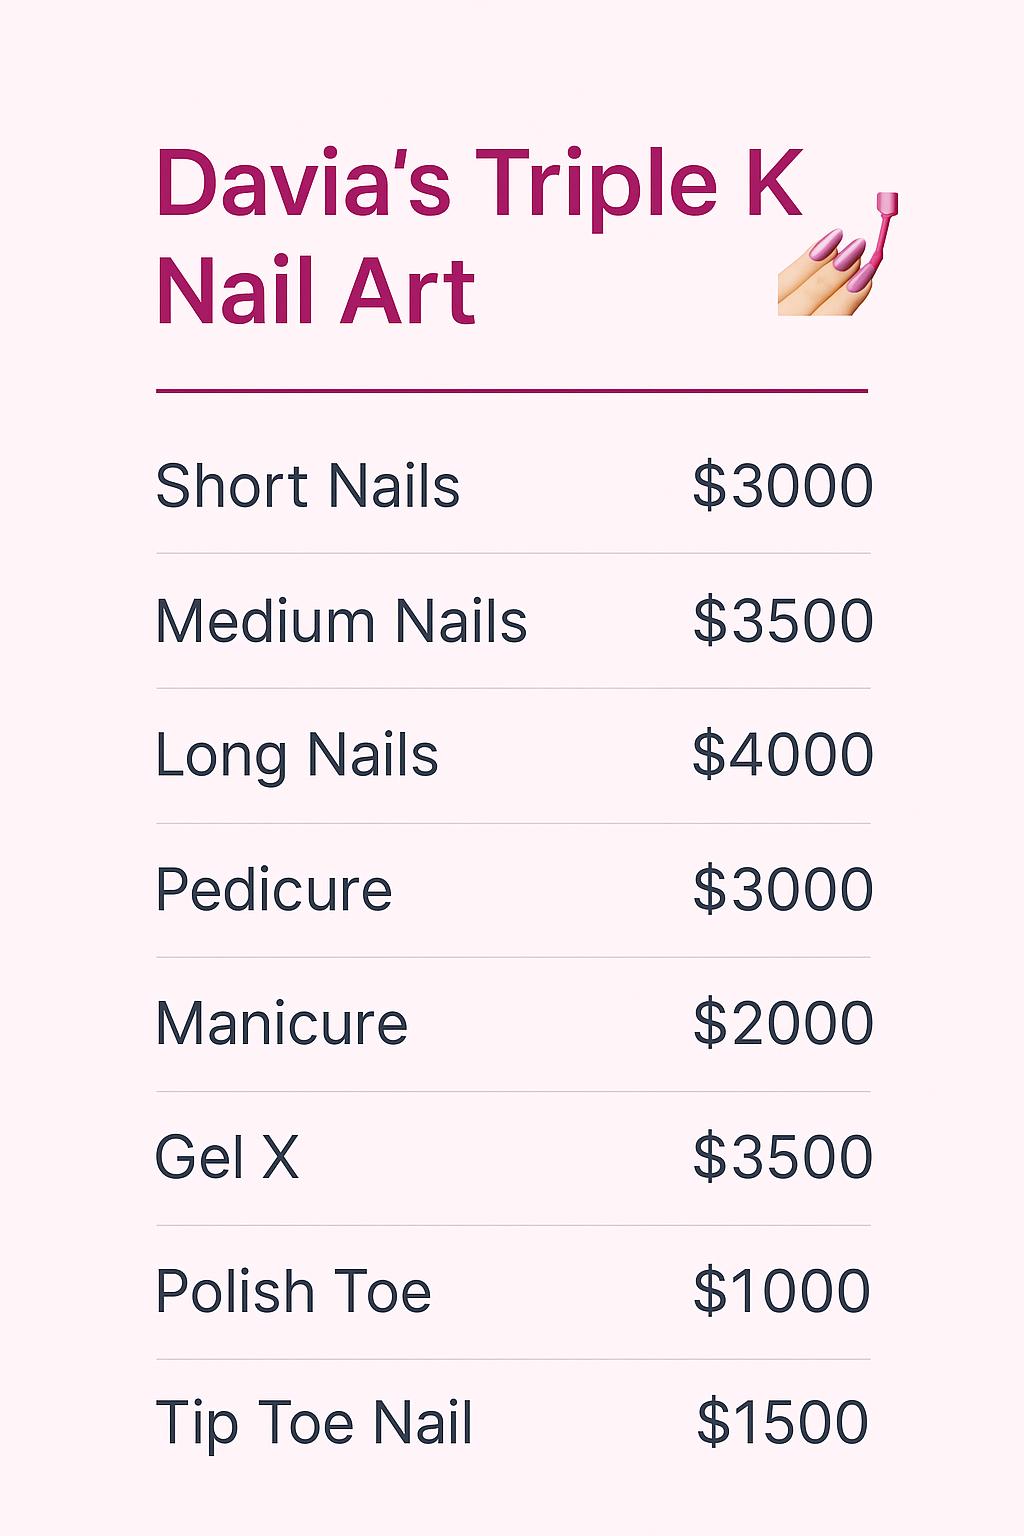 Davia's Triple K
Nail Art
Short Nails $3000
Medium Nails $3500
Long Nails $4000
Pedicure $3000
Manicure $2000
Gel X $3500
Polish Toe $1000
Tip Toe Nail $1500